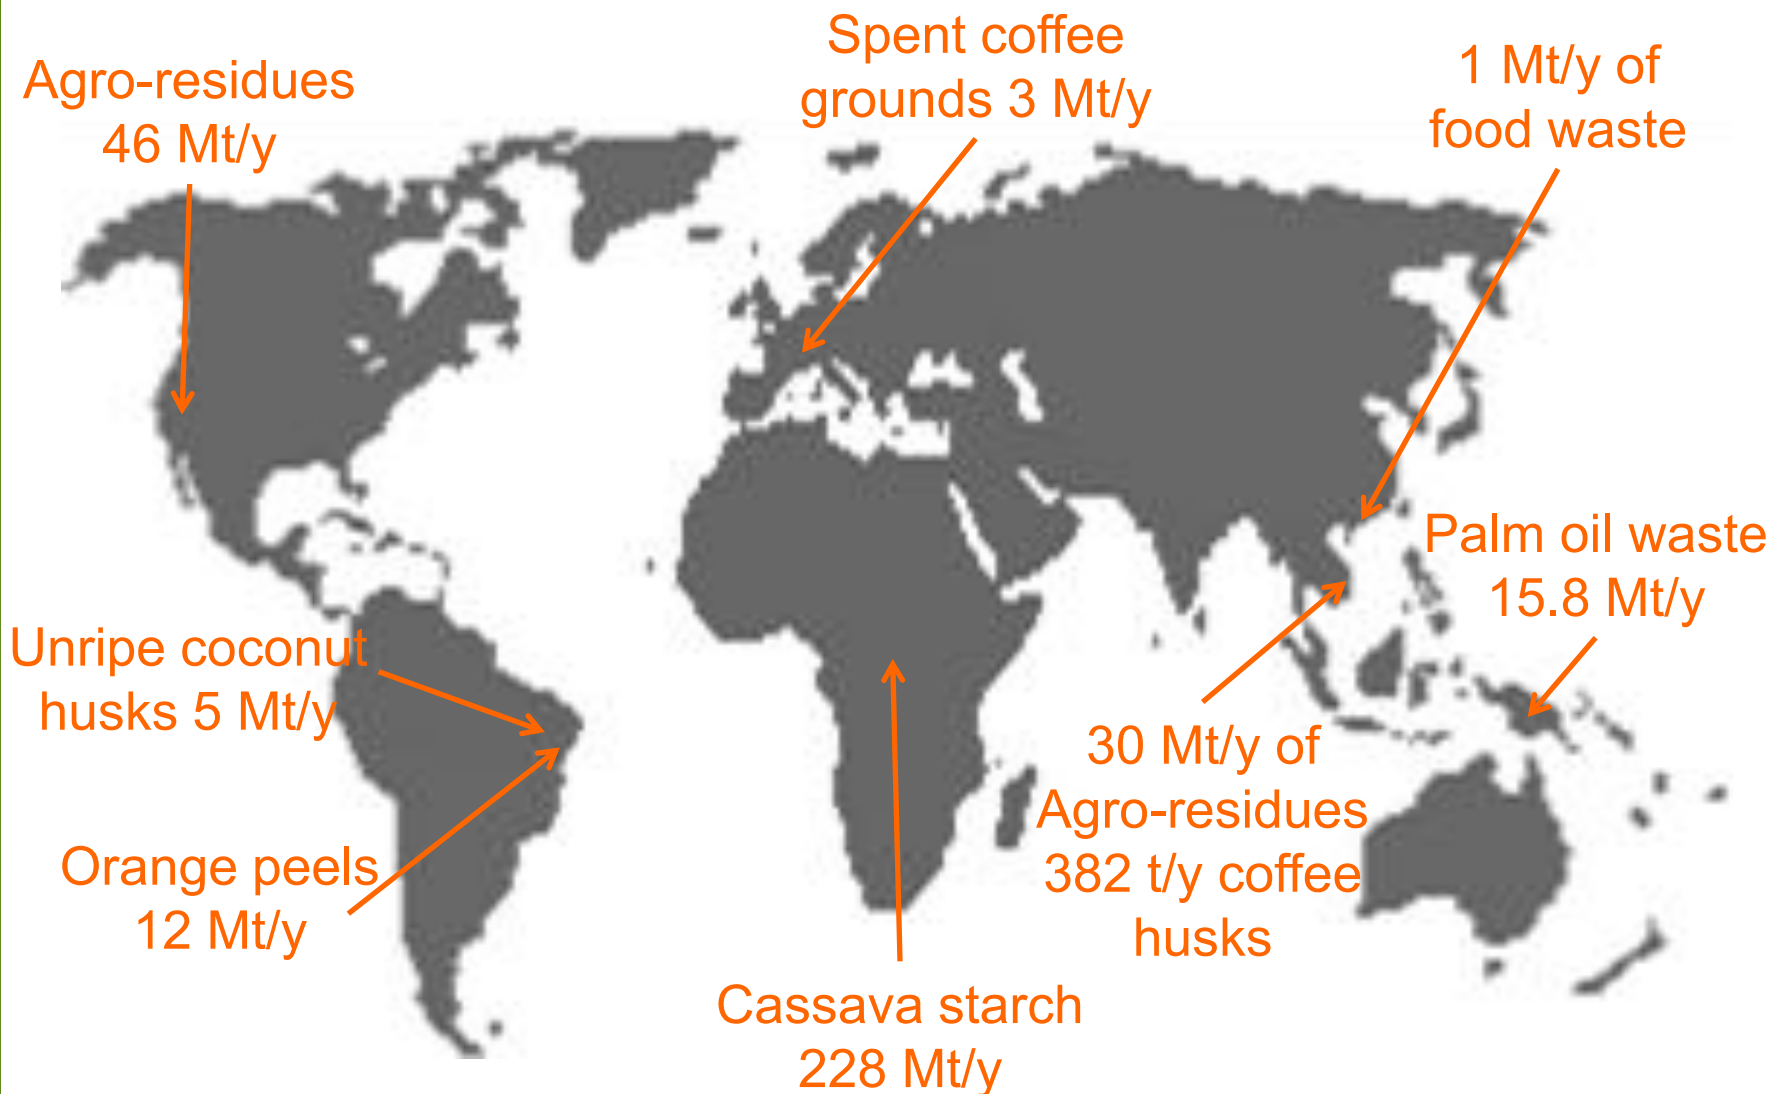 Agro-residues
46 Mt/y
Spent coffee
grounds 3 Mt/y
1 Mt/y of
food waste
Palm oil waste
15.8 Mt/y
Unripe coconut
husks 5 Mt/y
30 Mt/y of
Agro-residues
382 t/y coffee
husks
Orange peels
12 Mt/y
Cassava starch
228 Mt/y